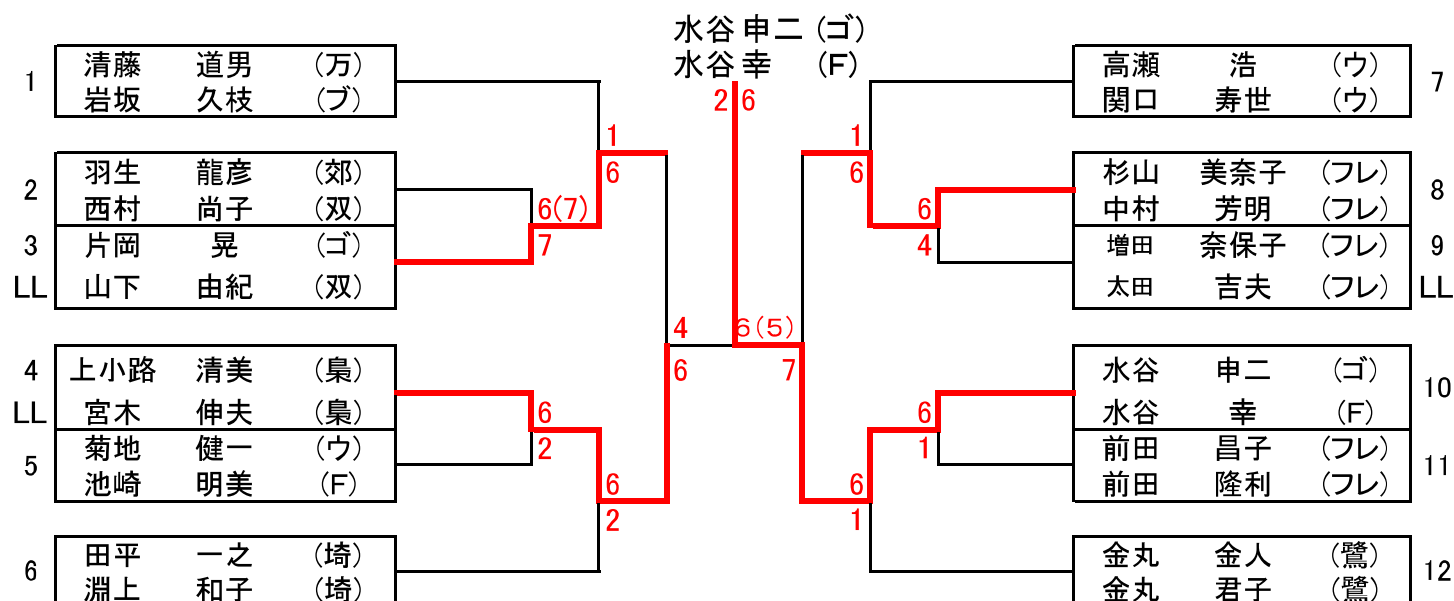 水谷 申二 (ゴ)
水谷 幸 (F)
2 6
1 清藤 道男 (万)
岩坂 久枝 (ブ)
2 羽生 龍彦 (郊)
西村 尚子 (双)
3 片岡 晃 (ゴ)
LL 山下 由紀 (双)
4 上小路 清美 (梟)
LL 宮木 伸夫 (梟)
5 菊地 健一 (ウ)
池崎 明美 (F)
6 田平 一之 (埼)
淵上 和子 (埼)
1
6
6(7)
7
4
6
6
2
6
2
高瀬 浩 (ウ) 7
関口 寿世 (ウ)
杉山 美奈子 (フレ) 8
中村 芳明 (フレ)
増田 奈保子 (フレ) 9
太田 吉夫 (フレ) LL
水谷 申二 (ゴ) 10
水谷 幸 (F)
前田 昌子 (フレ) 11
前田 隆利 (フレ)
金丸 金人 (鷺) 12
金丸 君子 (鷺)
1
6
6
4
6(5)
7
6
1
6
1